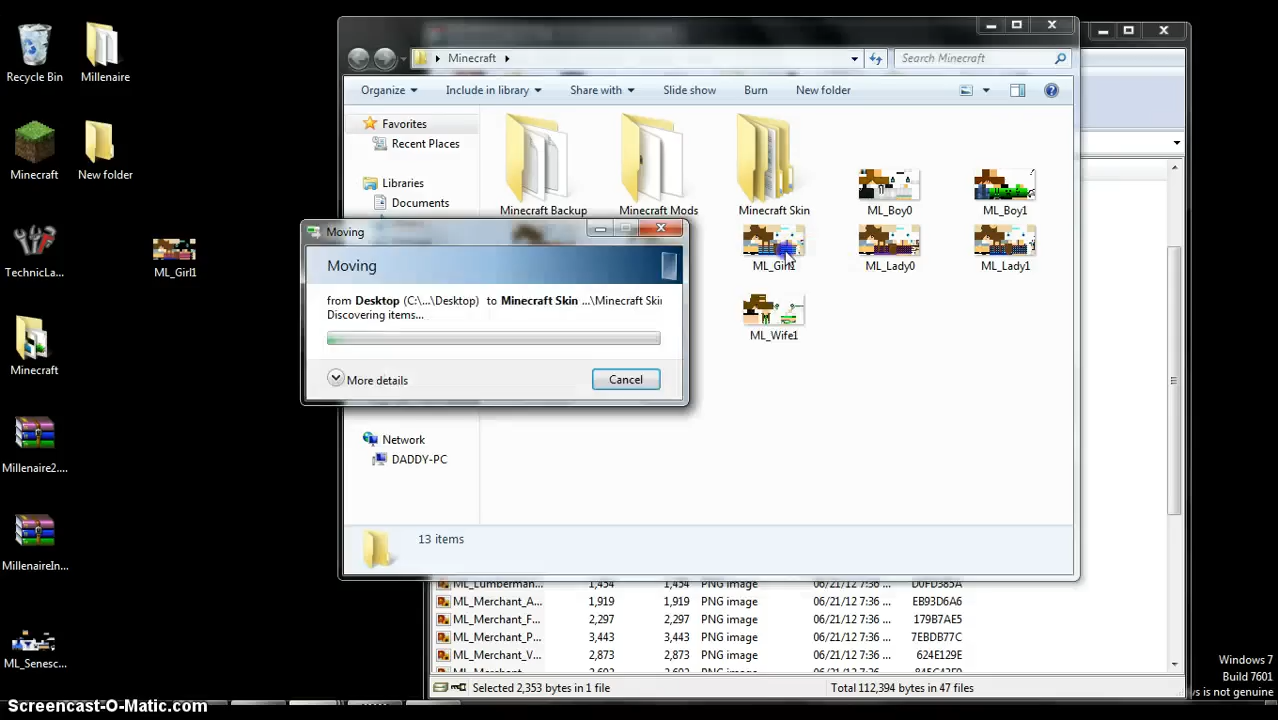 Recycle Bin
Millenaire
Minecraft
New folder
TechnicLa...
ML_Girl1
Minecraft
Millenaire2....
MillenaireIn...
ML_Senesc...
Minecraft
Search Minecraft
Organize
Include in library
Share with
Slide show
Burn
New folder
Favorites
Recent Places
Libraries
Documents
Network
DADDY-PC
Minecraft Backup
Minecraft Mods
Minecraft Skin
ML_Boy0
ML_Boy1
ML_Girl1
ML_Lady0
ML_Lady1
ML_Wife1
13 items
Moving
Moving
from Desktop (C:\...\Desktop) to Minecraft Skin ...\Minecraft Skin
Discovering items...
More details
Cancel
ML_Lumberman... 1,454 1,454 PNG image 06/21/12 7:36 ... D0FD385A
ML_Merchant_A... 1,919 1,919 PNG image 06/21/12 7:36 ... EB93D6A6
ML_Merchant_F... 2,297 2,297 PNG image 06/21/12 7:36 ... 179B7AE5
ML_Merchant_P... 3,443 3,443 PNG image 06/21/12 7:36 ... 7EBDB77C
ML_Merchant_V... 2,873 2,873 PNG image 06/21/12 7:36 ... 624E129E
Selected 2,353 bytes in 1 file
Total 112,394 bytes in 47 files
Windows 7
Build 7601
ys is not genuine
Screencast-O-Matic.com